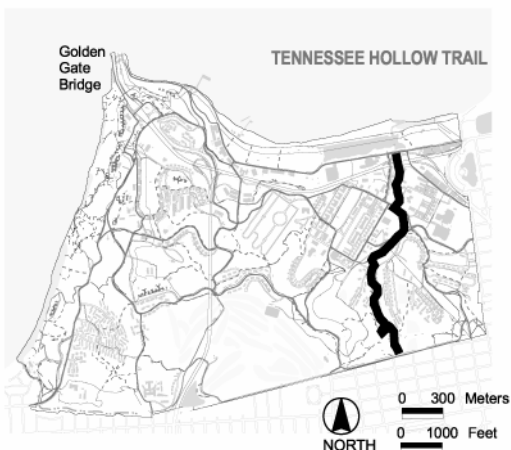 Golden
Gate
Bridge
TENNESSEE HOLLOW TRAIL
NORTH
0 300 Meters
0 1000 Feet